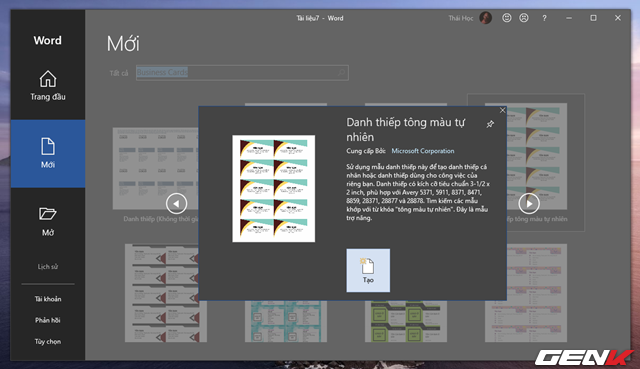 Tài liệu7 - Word
Thái Học
Word
Mới
Trang đầu
Tất cả
Business Cards
Mới
Danh thiếp tông màu tự
nhiên
Cung cấp Bởi: Microsoft Corporation
Sử dụng mẫu danh thiếp này để tạo danh thiếp cá
nhân hoặc danh thiếp dùng cho công việc của
riêng bạn. Danh thiếp có kích cỡ tiêu chuẩn 3-1/2 x
2 inch, phù hợp với Avery 5371, 5911, 8371, 8471,
8859, 28371, 28877 và 28878. Tìm kiếm các mẫu
khớp với từ khóa "tông màu tự nhiên". Đây là mẫu
trợ năng.
Danh thiếp (Không thời gi
thiếp tông màu tự nhiên
Tạo
Mở
Lịch sử
Tài khoản
Phản hồi
Tùy chọn
GENK